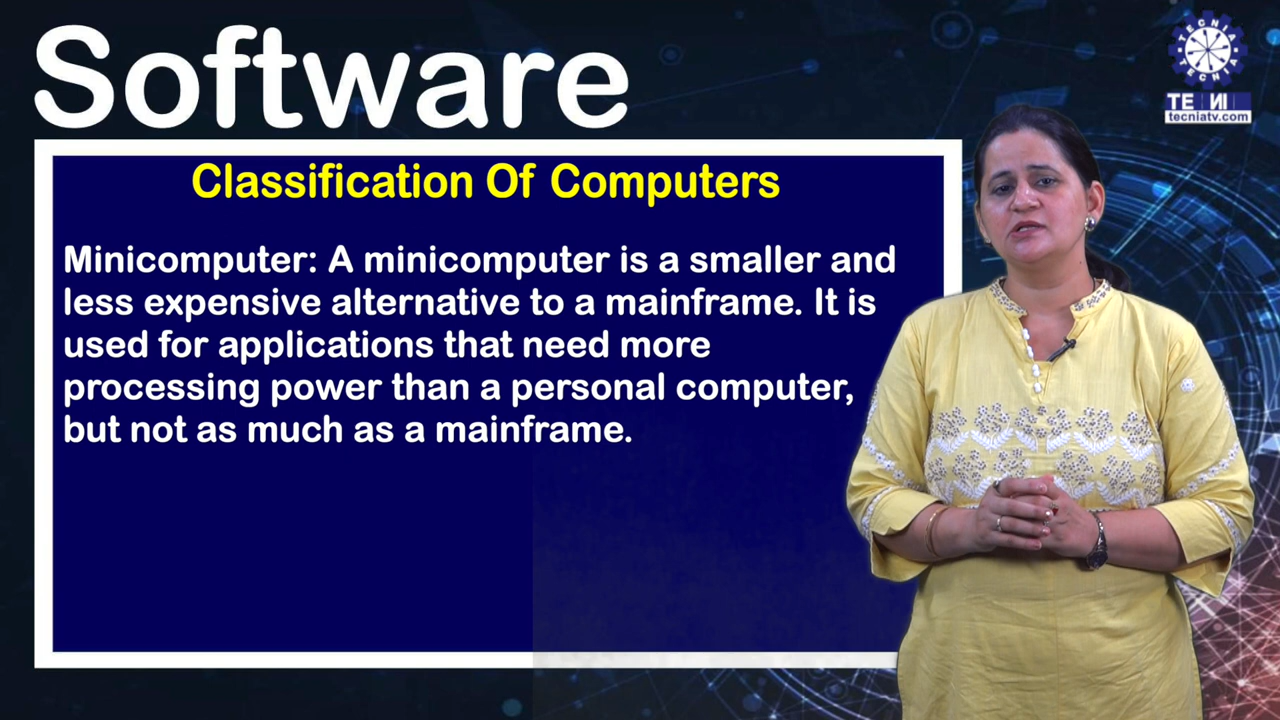 Software
TECNIA
TECNIA
tecniatv.com
Classification Of Computers
Minicomputer: A minicomputer is a smaller and
less expensive alternative to a mainframe. It is
used for applications that need more
processing power than a personal computer,
but not as much as a mainframe.